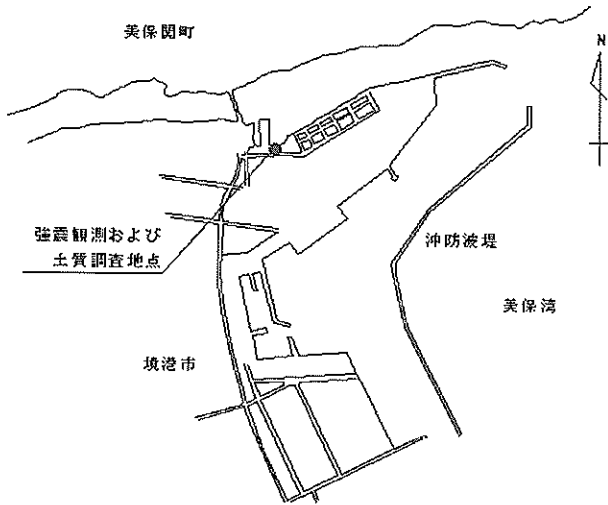 美保関町
N
強震観測および
土質調査地点
沖防波堤
美保湾
境港市